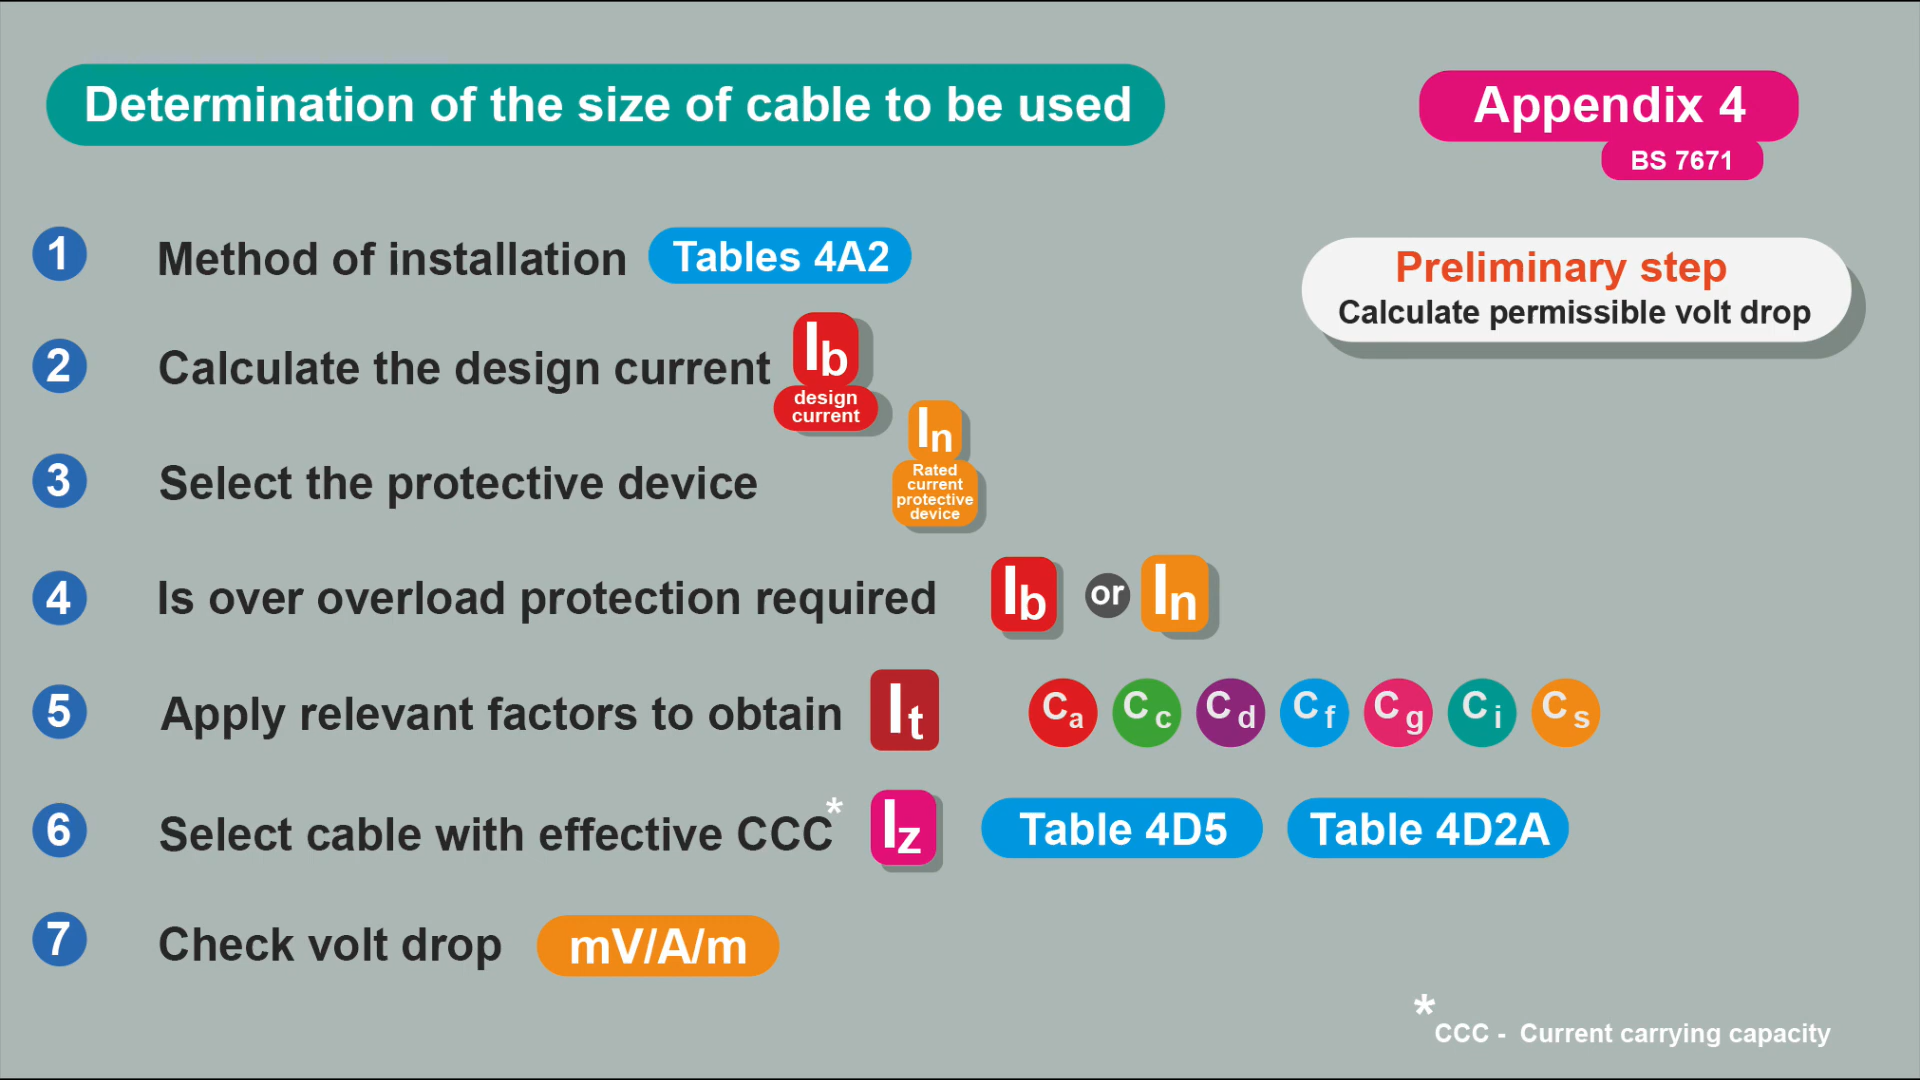 Determination of the size of cable to be used
Appendix 4
BS 7671
Preliminary step
Calculate permissible volt drop
1 Method of installation Tables 4A2
2 Calculate the design current Ib
design
current
3 Select the protective device In
Rated
current
protective
device
4 Is over overload protection required Ib or In
5 Apply relevant factors to obtain It Ca Cc Cd Cf Cg Ci Cs
6 Select cable with effective CCC* Iz Table 4D5 Table 4D2A
7 Check volt drop mV/A/m
*CCC - Current carrying capacity